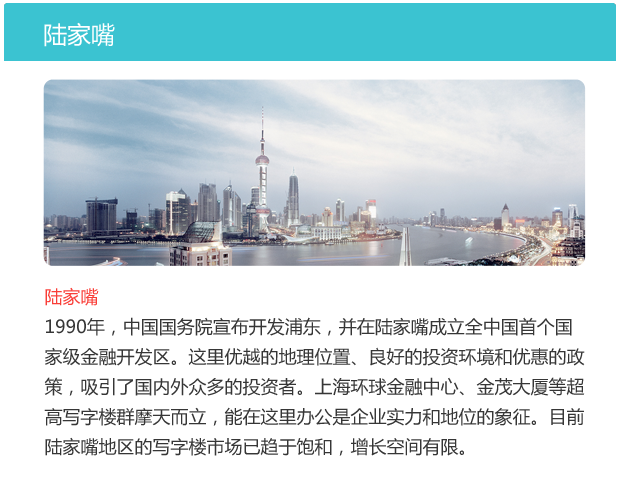 陆家嘴
陆家嘴
1990年，中国国务院宣布开发浦东，并在陆家嘴成立全中国首个国
家级金融开发区。这里优越的地理位置、良好的投资环境和优惠的政
策，吸引了国内外众多的投资者。上海环球金融中心、金茂大厦等超
高写字楼群摩天而立，能在这里办公是企业实力和地位的象征。目前
陆家嘴地区的写字楼市场已趋于饱和，增长空间有限。